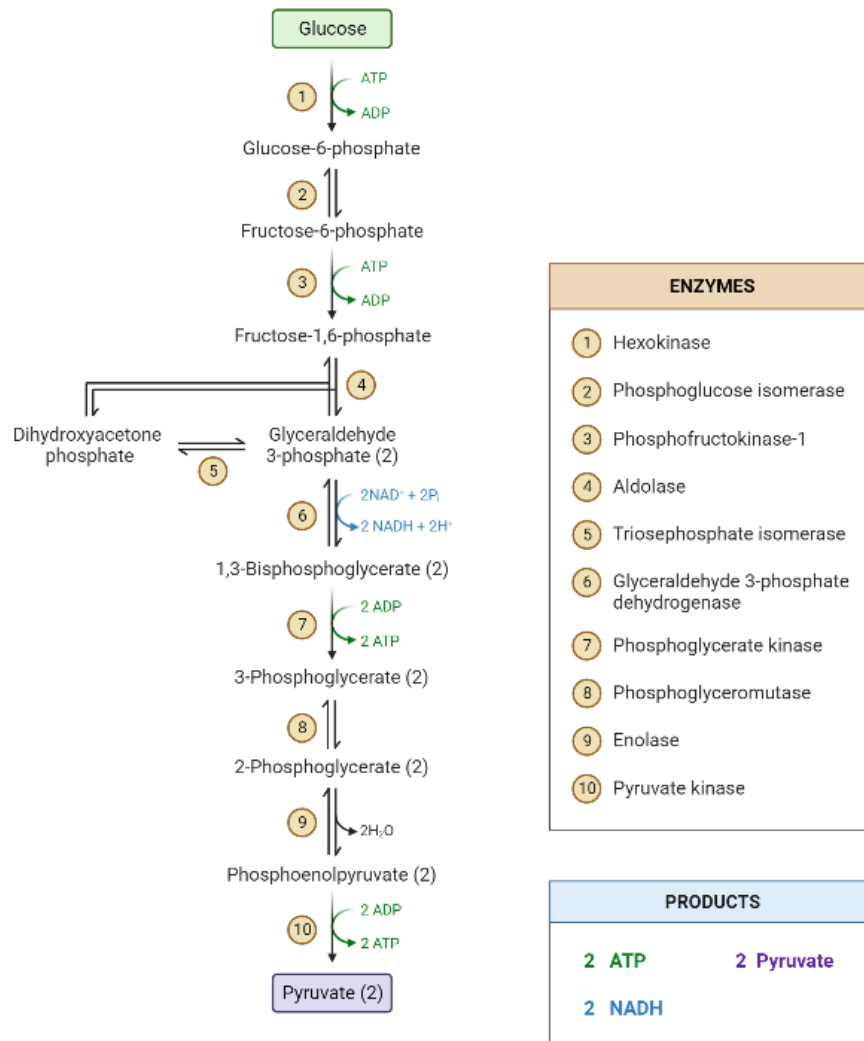 Glucose
ATP
1
ADP
Glucose-6-phosphate
2
Fructose-6-phosphate
ATP
3
ADP
Fructose-1,6-phosphate
4
Dihydroxyacetone
phosphate
Glyceraldehyde
3-phosphate (2)
5
2NAD⁺ + 2Pᵢ
6
2 NADH + 2H⁺
1,3-Bisphosphoglycerate (2)
2 ADP
7
2 ATP
3-Phosphoglycerate (2)
8
2-Phosphoglycerate (2)
9
2H₂O
Phosphoenolpyruvate (2)
2 ADP
10
2 ATP
Pyruvate (2)
ENZYMES
1 Hexokinase
2 Phosphoglucose isomerase
3 Phosphofructokinase-1
4 Aldolase
5 Triosephosphate isomerase
6 Glyceraldehyde 3-phosphate
dehydrogenase
7 Phosphoglycerate kinase
8 Phosphoglyceromutase
9 Enolase
10 Pyruvate kinase
PRODUCTS
2 ATP 2 Pyruvate
2 NADH